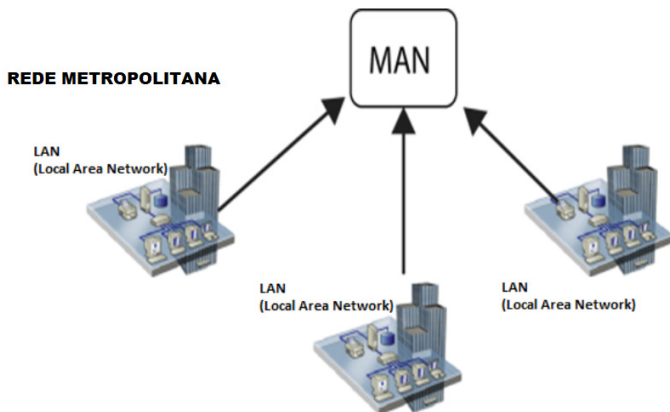 MAN
REDE METROPOLITANA
LAN
(Local Area Network)
LAN
(Local Area Network)
LAN
(Local Area Network)